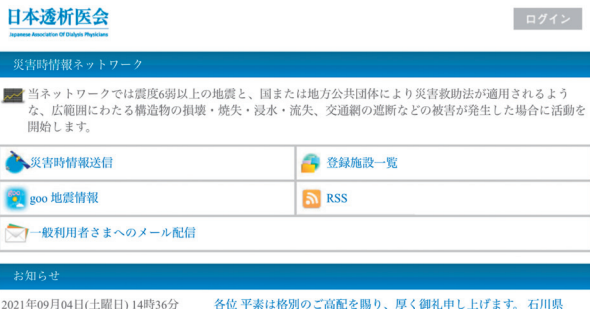 日本透析医会
Japanese Association Of Dialysis Physicians
ログイン
災害時情報ネットワーク
当ネットワークでは震度6弱以上の地震と、国または地方公共団体により災害救助法が適用されるよう
な、広範囲にわたる構造物の損壊・焼失・浸水・流失、交通網の遮断などの被害が発生した場合に活動を
開始します。
災害時情報送信
登録施設一覧
goo 地震情報
RSS
一般利用者さまへのメール配信
お知らせ
2021年09月04日(土曜日) 14時36分
各位 平素は格別のご高配を賜り、厚く御礼申し上げます。 石川県